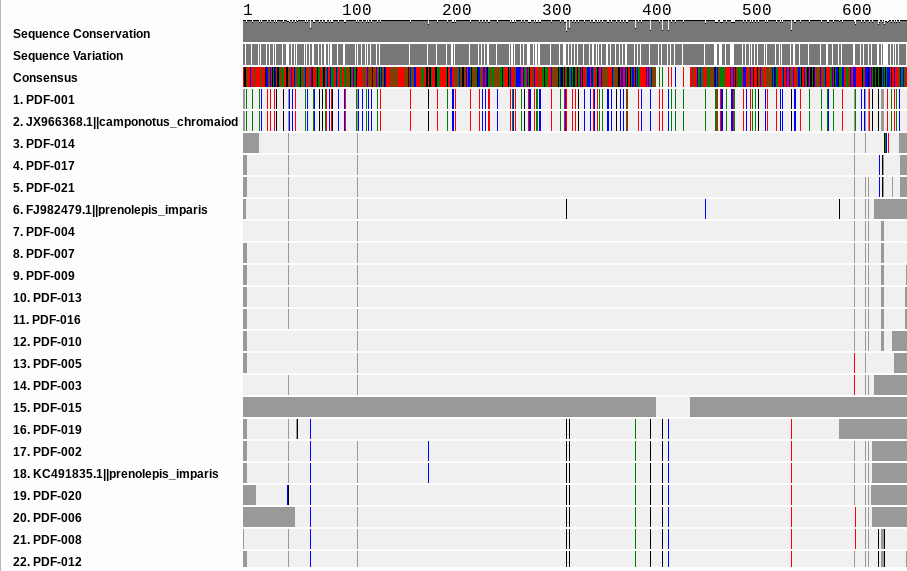 1 100 200 300 400 500 600
Sequence Conservation
Sequence Variation
Consensus
1. PDF-001
2. JX966368.1||camponotus_chromaiod
3. PDF-014
4. PDF-017
5. PDF-021
6. FJ982479.1||prenolepis_imparis
7. PDF-004
8. PDF-007
9. PDF-009
10. PDF-013
11. PDF-016
12. PDF-010
13. PDF-005
14. PDF-003
15. PDF-015
16. PDF-019
17. PDF-002
18. KC491835.1||prenolepis_imparis
19. PDF-020
20. PDF-006
21. PDF-008
22. PDF-012